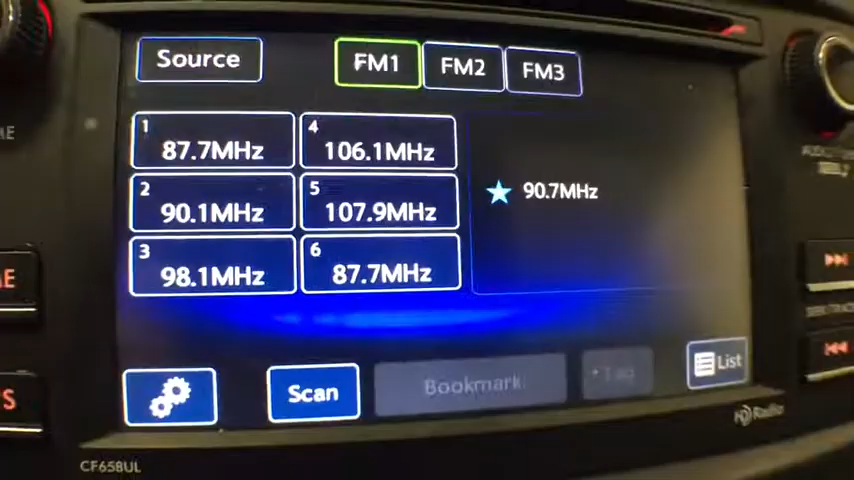 Source
FM1
FM2
FM3
1
87.7MHz
4
106.1MHz
2
90.1MHz
5
107.9MHz
90.7MHz
3
98.1MHz
6
87.7MHz
Scan
Bookmark
Tag
List
HD Radio
CF658UL